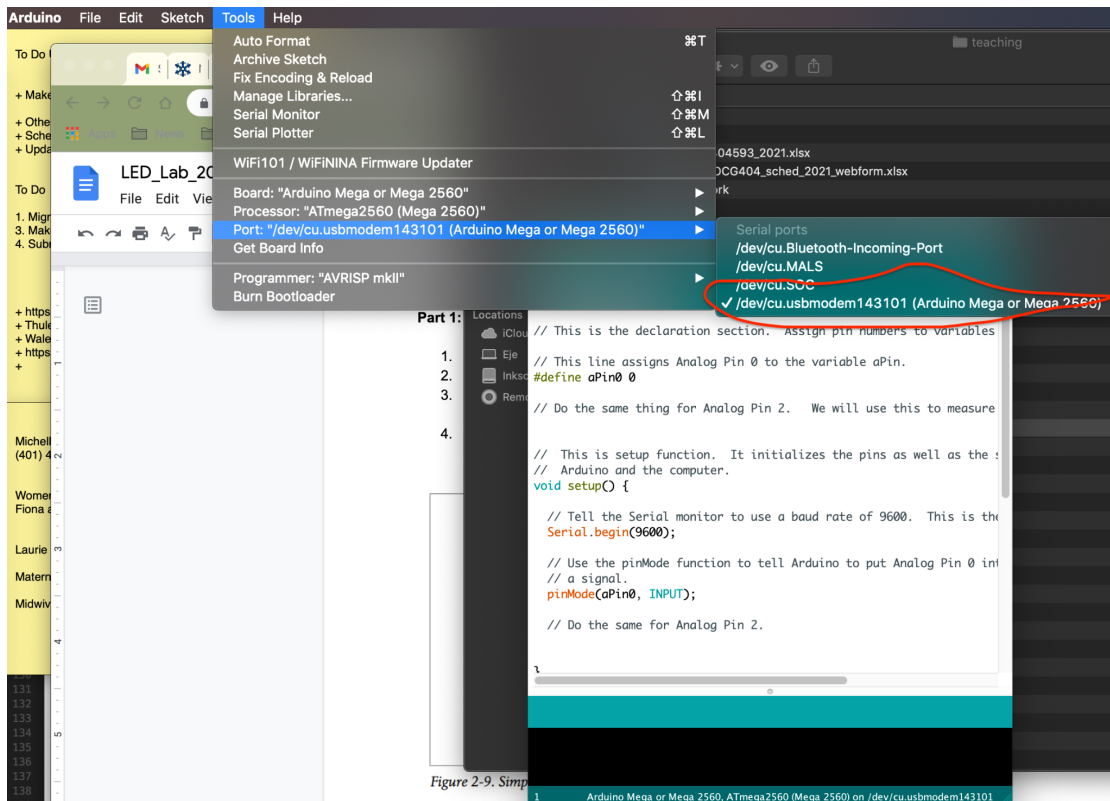 Arduino File Edit Sketch Tools Help
To Do
+ Make
+ Othe
+ Sche
+ Upda
To Do
1. Migr
3. Mak
4. Subr
+ https
+ Thule
+ Wale
+ https
+
Michell
(401) 4
Women
Fiona a
Laurie
Matern
Midwiv
131
132
133
134
135
136
137
138
Apps News
LED_Lab_20
File Edit Vie
Auto Format ⌘T
Archive Sketch
Fix Encoding & Reload
Manage Libraries... ⇧⌘I
Serial Monitor ⇧⌘M
Serial Plotter ⇧⌘L
WiFi101 / WiFiNINA Firmware Updater
Board: "Arduino Mega or Mega 2560"
Processor: "ATmega2560 (Mega 2560)"
Port: "/dev/cu.usbmodem143101 (Arduino Mega or Mega 2560)"
Get Board Info
Programmer: "AVRISP mkII"
Burn Bootloader
teaching
04593_2021.xlsx
OCG404_sched_2021_webform.xlsx
rk
Serial ports
/dev/cu.Bluetooth-Incoming-Port
/dev/cu.MALS
/dev/cu.SOC
✓ /dev/cu.usbmodem143101 (Arduino Mega or Mega 2560)
2
3
4
5
Part 1:
1.
2.
3.
4.
Figure 2-9. Simp
Locations
iClou
Eje
Inksc
Remo
// This is the declaration section. Assign pin numbers to variables
// This line assigns Analog Pin 0 to the variable aPin.
#define aPin0 0
// Do the same thing for Analog Pin 2. We will use this to measure
// This is setup function. It initializes the pins as well as the s
// Arduino and the computer.
void setup() {
// Tell the Serial monitor to use a baud rate of 9600. This is the
Serial.begin(9600);
// Use the pinMode function to tell Arduino to put Analog Pin 0 int
// a signal.
pinMode(aPin0, INPUT);
// Do the same for Analog Pin 2.
}
1 Arduino Mega or Mega 2560, ATmega2560 (Mega 2560) on /dev/cu.usbmodem143101